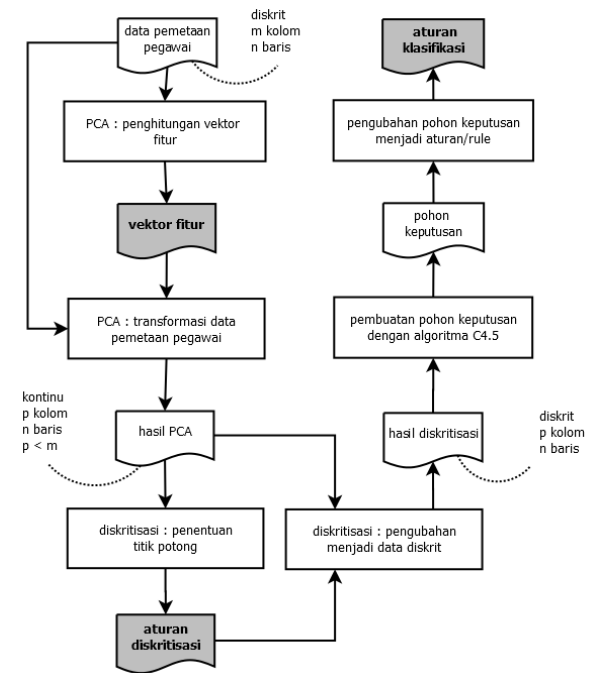 data pemetaan
pegawai
diskrit
m kolom
n baris
PCA : penghitungan vektor
fitur
vektor fitur
PCA : transformasi data
pemetaan pegawai
kontinu
p kolom
n baris
p < m
hasil PCA
diskritisasi : penentuan
titik potong
aturan
diskritisasi
diskritisasi : pengubahan
menjadi data diskrit
hasil diskritisasi
diskrit
p kolom
n baris
pembuatan pohon keputusan
dengan algoritma C4.5
pohon
keputusan
pengubahan pohon keputusan
menjadi aturan/rule
aturan
klasifikasi